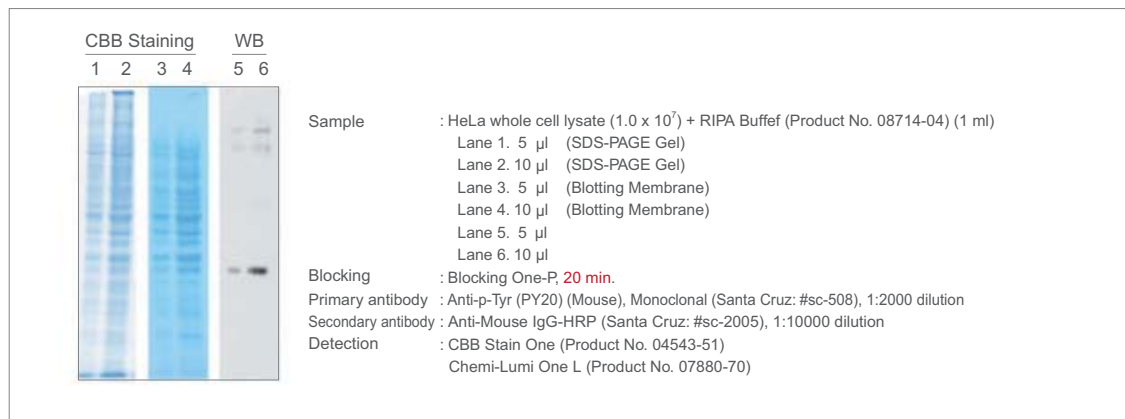 CBB Staining WB
1 2 3 4 5 6
Sample : HeLa whole cell lysate (1.0 x 10⁷) + RIPA Buffef (Product No. 08714-04) (1 ml)
Lane 1. 5 µl (SDS-PAGE Gel)
Lane 2. 10 µl (SDS-PAGE Gel)
Lane 3. 5 µl (Blotting Membrane)
Lane 4. 10 µl (Blotting Membrane)
Lane 5. 5 µl
Lane 6. 10 µl
Blocking : Blocking One-P, 20 min.
Primary antibody : Anti-p-Tyr (PY20) (Mouse), Monoclonal (Santa Cruz: #sc-508), 1:2000 dilution
Secondary antibody : Anti-Mouse IgG-HRP (Santa Cruz: #sc-2005), 1:10000 dilution
Detection : CBB Stain One (Product No. 04543-51)
Chemi-Lumi One L (Product No. 07880-70)